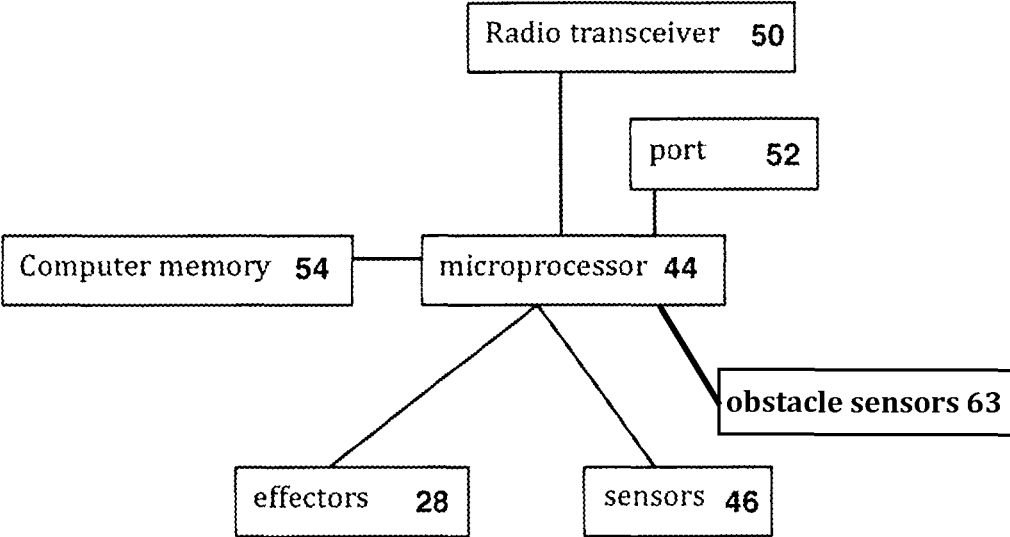 Radio transceiver 50
port 52
Computer memory 54
microprocessor 44
obstacle sensors 63
effectors 28
sensors 46